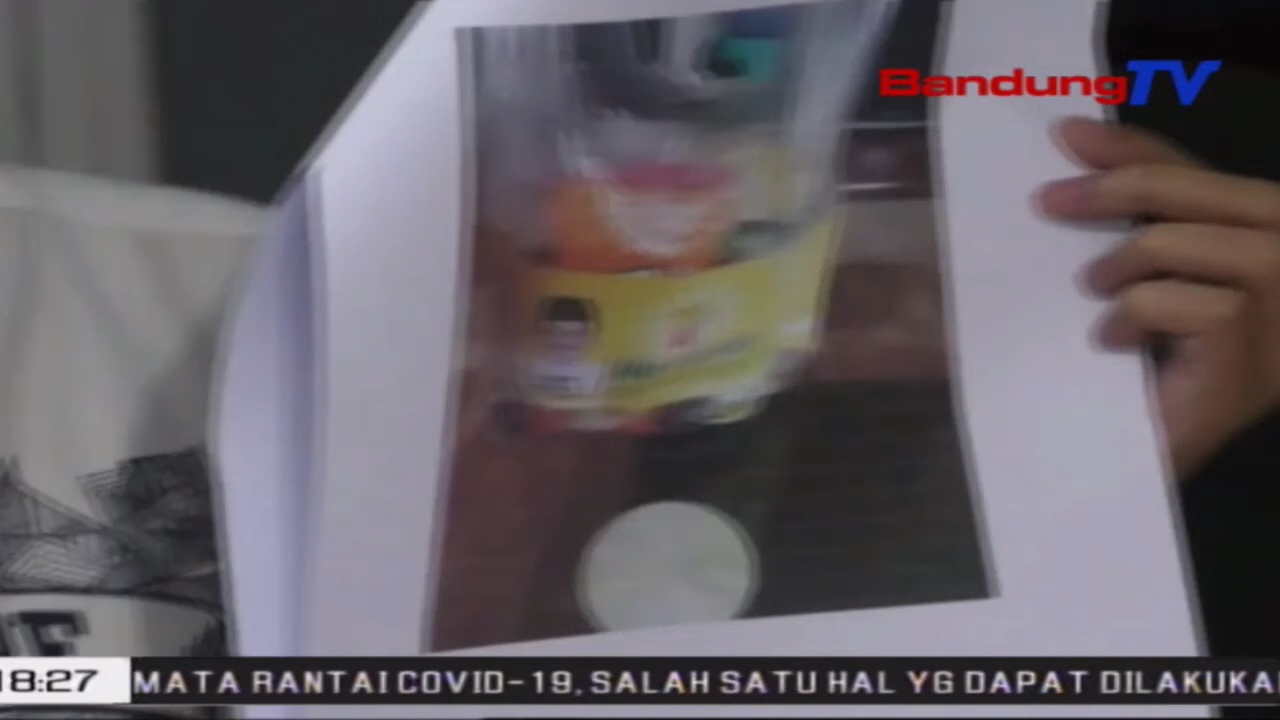 BandungTV
18:27
MATA RANTAI COVID-19, SALAH SATU HAL YG DAPAT DILAKUKA